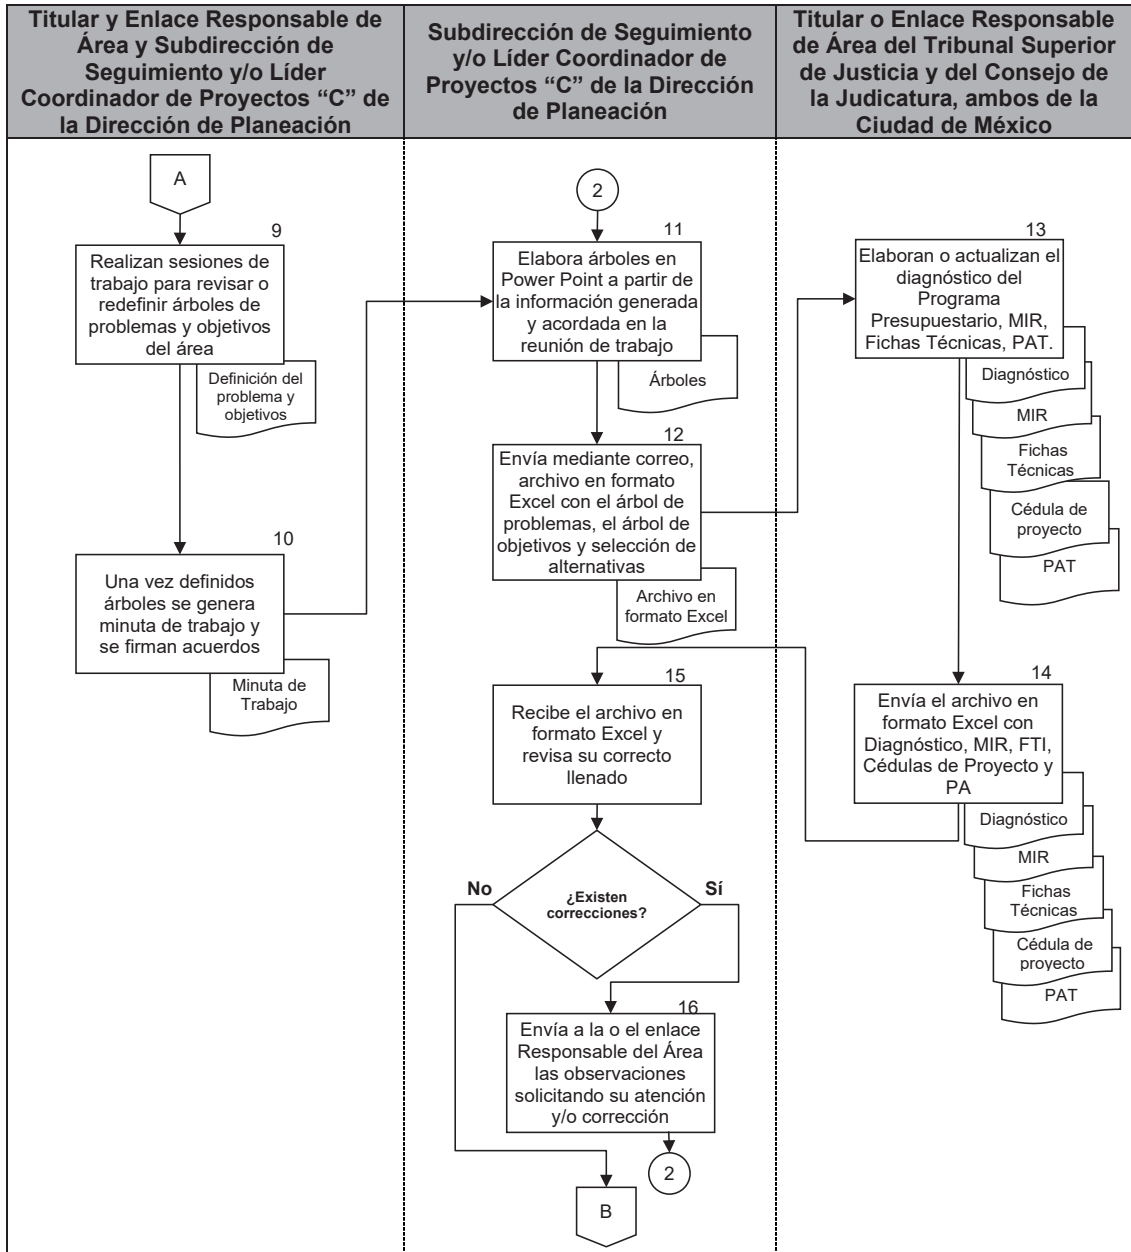 Titular y Enlace Responsable de
Área y Subdirección de
Seguimiento y/o Líder
Coordinador de Proyectos “C” de
la Dirección de Planeación
Subdirección de Seguimiento
y/o Líder Coordinador de
Proyectos “C” de la Dirección
de Planeación
Titular o Enlace Responsable
de Área del Tribunal Superior
de Justicia y del Consejo de
la Judicatura, ambos de la
Ciudad de México
A
9
Realizan sesiones de
trabajo para revisar o
redefinir árboles de
problemas y objetivos
del área
Definición del
problema y
objetivos
10
Una vez definidos
árboles se genera
minuta de trabajo y
se firman acuerdos
Minuta de
Trabajo
2
11
Elabora árboles en
Power Point a partir de
la información generada
y acordada en la
reunión de trabajo
Árboles
12
Envía mediante correo,
archivo en formato
Excel con el árbol de
problemas, el árbol de
objetivos y selección de
alternativas
Archivo en
formato Excel
13
Elaboran o actualizan el
diagnóstico del
Programa
Presupuestario, MIR,
Fichas Técnicas, PAT.
Diagnóstico
MIR
Fichas
Técnicas
Cédula de
proyecto
PAT
14
Envía el archivo en
formato Excel con
Diagnóstico, MIR, FTI,
Cédulas de Proyecto y
PA
Diagnóstico
MIR
Fichas
Técnicas
Cédula de
proyecto
PAT
15
Recibe el archivo en
formato Excel y
revisa su correcto
llenado
No
¿Existen
correcciones?
Sí
16
Envía a la o el enlace
Responsable del Área
las observaciones
solicitando su atención
y/o corrección
2
B